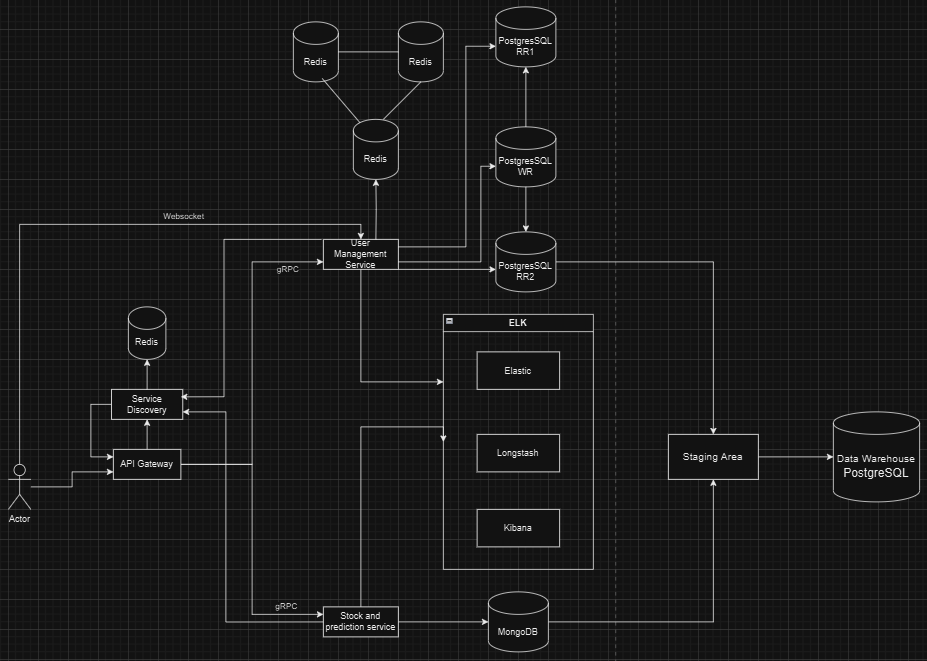 Redis
Redis
PostgresSQL
RR1
Redis
PostgresSQL
WR
Websocket
User
Management
Service
gRPC
PostgresSQL
RR2
ELK
Redis
Elastic
Service
Discovery
API Gateway
Longstash
Staging Area
Data Warehouse
PostgreSQL
Actor
Kibana
gRPC
Stock and
prediction service
MongoDB